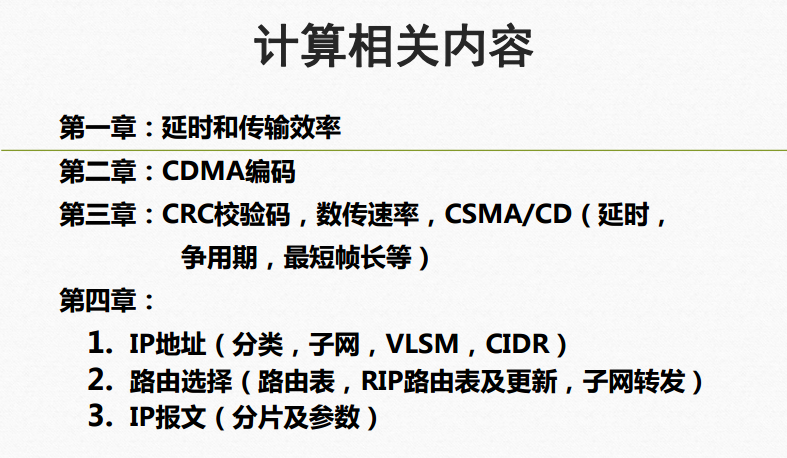 计算相关内容
第一章：延时和传输效率
第二章：CDMA编码
第三章：CRC校验码，数传速率，CSMA/CD（延时，
争用期，最短帧长等）
第四章：
1. IP地址（分类，子网，VLSM，CIDR）
2. 路由选择（路由表，RIP路由表及更新，子网转发）
3. IP报文（分片及参数）